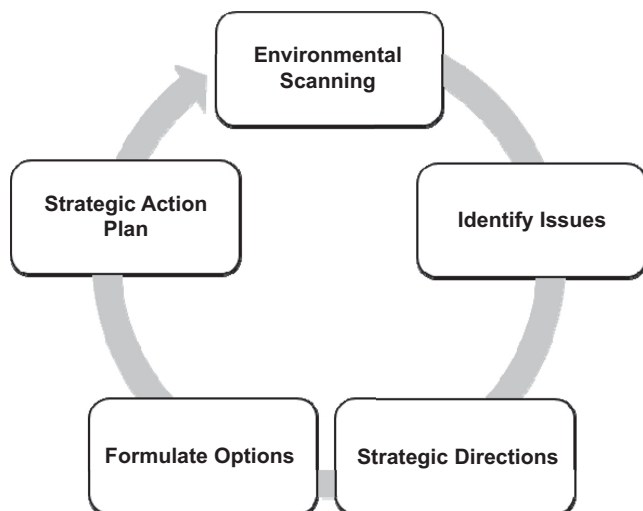 Environmental
Scanning
Identify Issues
Strategic Directions
Formulate Options
Strategic Action
Plan